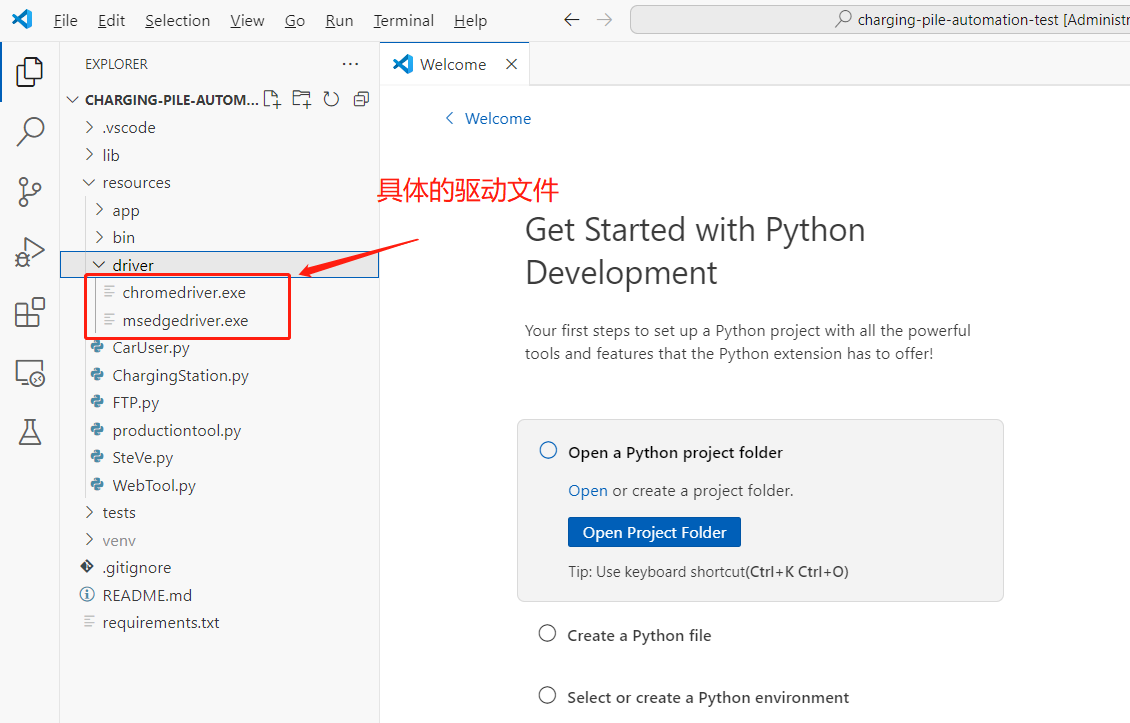 File Edit Selection View Go Run Terminal Help
charging-pile-automation-test [Administr
EXPLORER
Welcome
CHARGING-PILE-AUTOM...
Welcome
.vscode
lib
resources
具体的驱动文件
app
bin
driver
chromedriver.exe
msedgedriver.exe
CarUser.py
ChargingStation.py
FTP.py
productiontool.py
SteVe.py
WebTool.py
tests
venv
.gitignore
README.md
requirements.txt
Get Started with Python
Development
Your first steps to set up a Python project with all the powerful
tools and features that the Python extension has to offer!
Open a Python project folder
Open or create a project folder.
Open Project Folder
Tip: Use keyboard shortcut(Ctrl+K Ctrl+O)
Create a Python file
Select or create a Python environment